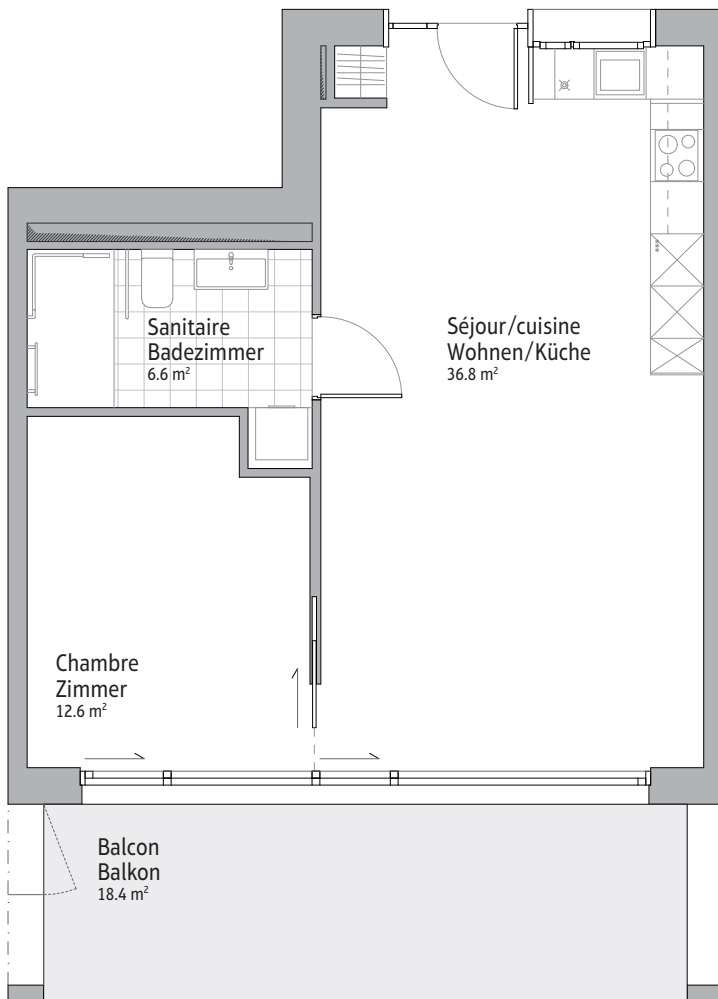 Sanitaire
Badezimmer
6.6 m²
Séjour/cuisine
Wohnen/Küche
36.8 m²
Chambre
Zimmer
12.6 m²
Balcon
Balkon
18.4 m²